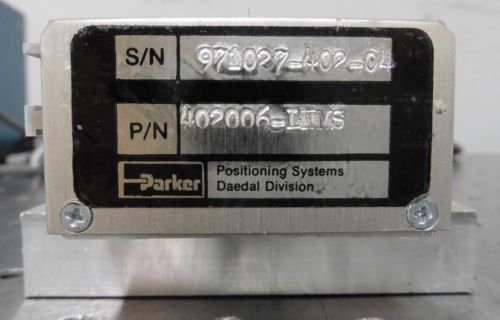 S/N 971027-402-04
P/N 402006-LNMS
Parker Positioning Systems
Daedal Division